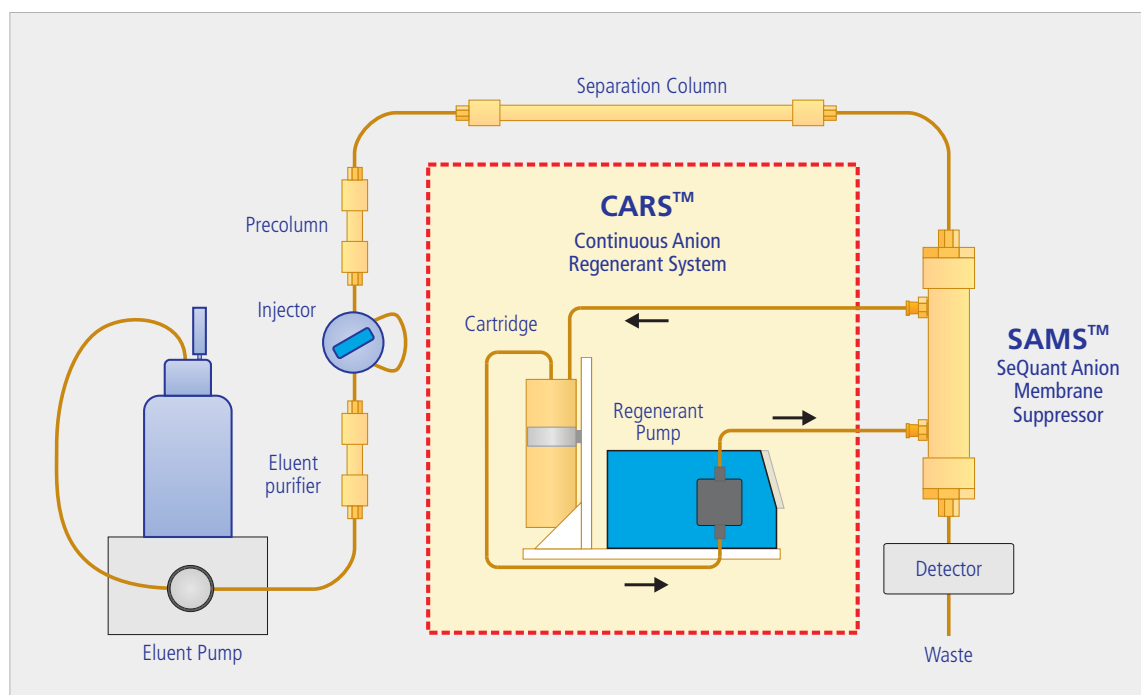 Separation Column
CARS™
Continuous Anion
Regenerant System
Precolumn
Injector
Cartridge
SAMS™
SeQuant Anion
Membrane
Suppressor
Regenerant
Pump
Eluent
purifier
Detector
Eluent Pump
Waste